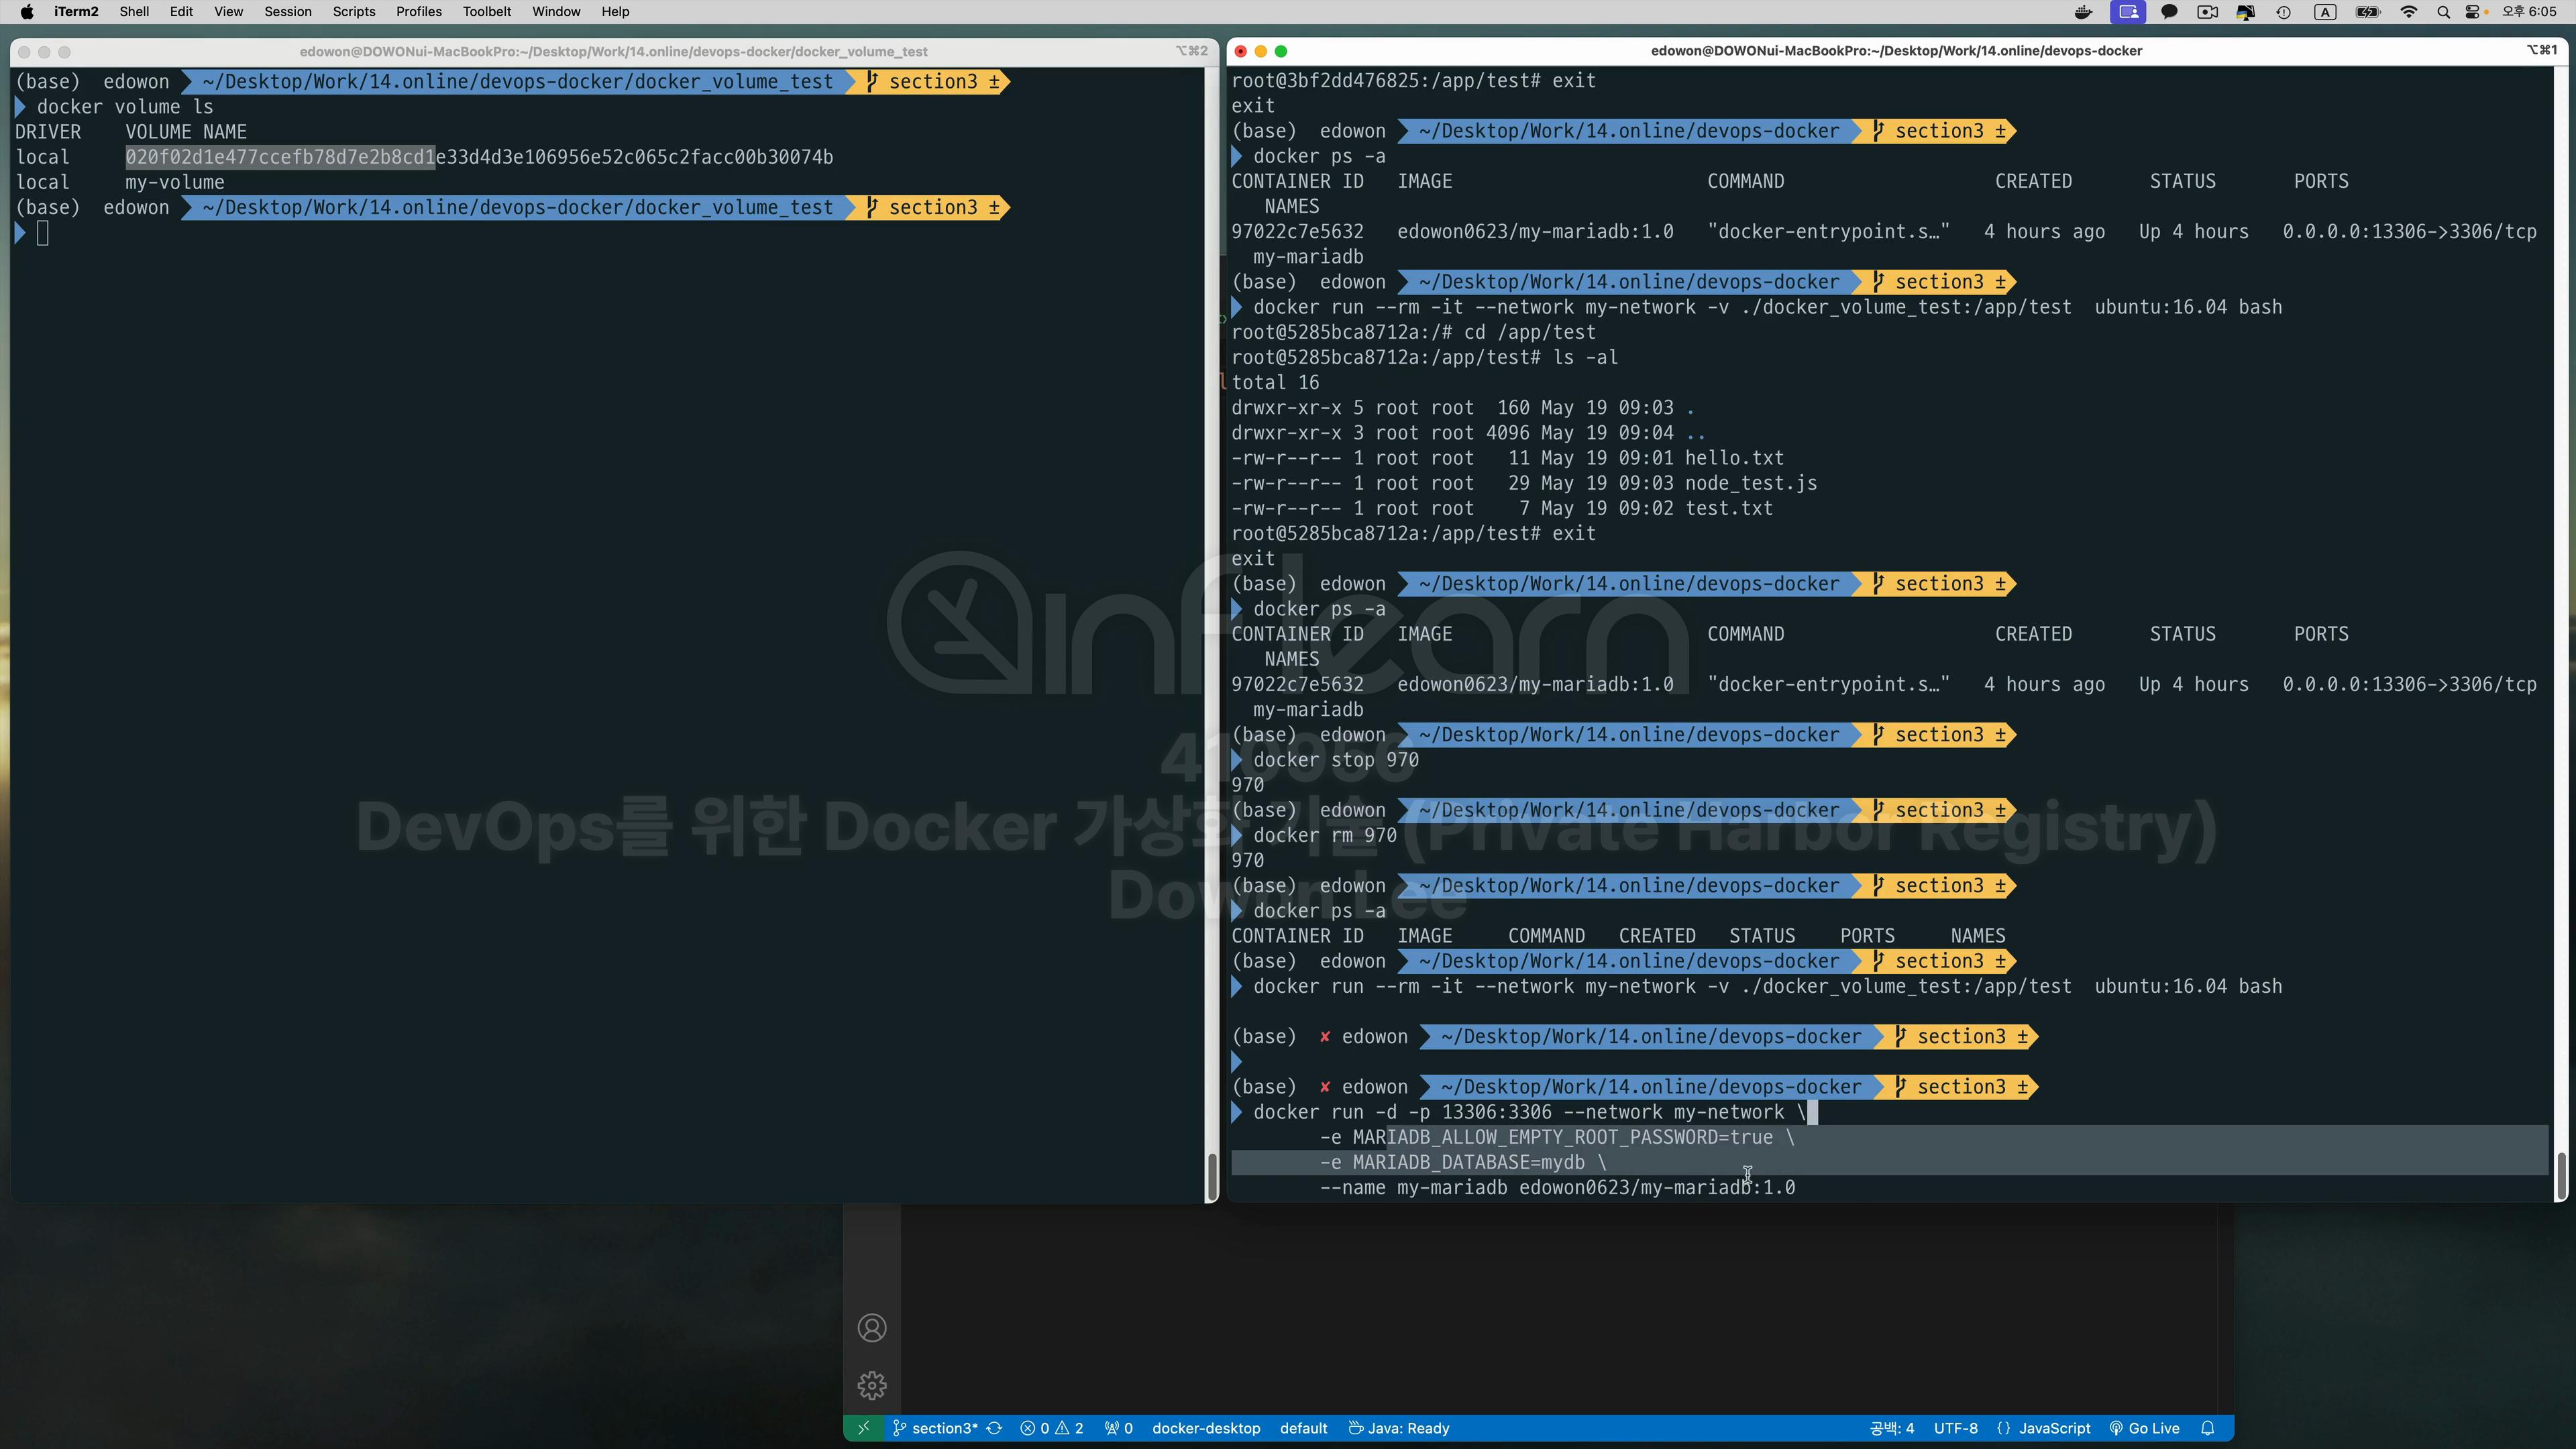 iTerm2 Shell Edit View Session Scripts Profiles Toolbelt Window Help
A 오후 6:05
edowon@DOWONui-MacBookPro:~/Desktop/Work/14.online/devops-docker/docker_volume_test ⌥⌘2
(base) edowon ~/Desktop/Work/14.online/devops-docker/docker_volume_test section3 ±
docker volume ls
DRIVER VOLUME NAME
local 020f02d1e477ccefb78d7e2b8cd1e33d4d3e106956e52c065c2facc00b30074b
local my-volume
(base) edowon ~/Desktop/Work/14.online/devops-docker/docker_volume_test section3 ±
edowon@DOWONui-MacBookPro:~/Desktop/Work/14.online/devops-docker ⌥⌘1
root@3bf2dd476825:/app/test# exit
exit
(base) edowon ~/Desktop/Work/14.online/devops-docker section3 ±
docker ps -a
CONTAINER ID IMAGE COMMAND CREATED STATUS PORTS
NAMES
97022c7e5632 edowon0623/my-mariadb:1.0 "docker-entrypoint.s…" 4 hours ago Up 4 hours 0.0.0.0:13306->3306/tcp
my-mariadb
(base) edowon ~/Desktop/Work/14.online/devops-docker section3 ±
docker run --rm -it --network my-network -v ./docker_volume_test:/app/test ubuntu:16.04 bash
root@5285bca8712a:/# cd /app/test
root@5285bca8712a:/app/test# ls -al
total 16
drwxr-xr-x 5 root root 160 May 19 09:03 .
drwxr-xr-x 3 root root 4096 May 19 09:04 ..
-rw-r--r-- 1 root root 11 May 19 09:01 hello.txt
-rw-r--r-- 1 root root 29 May 19 09:03 node_test.js
-rw-r--r-- 1 root root 7 May 19 09:02 test.txt
root@5285bca8712a:/app/test# exit
exit
(base) edowon ~/Desktop/Work/14.online/devops-docker section3 ±
docker ps -a
CONTAINER ID IMAGE COMMAND CREATED STATUS PORTS
NAMES
97022c7e5632 edowon0623/my-mariadb:1.0 "docker-entrypoint.s…" 4 hours ago Up 4 hours 0.0.0.0:13306->3306/tcp
my-mariadb
(base) edowon ~/Desktop/Work/14.online/devops-docker section3 ±
docker stop 970
970
(base) edowon ~/Desktop/Work/14.online/devops-docker section3 ±
docker rm 970
970
(base) edowon ~/Desktop/Work/14.online/devops-docker section3 ±
docker ps -a
CONTAINER ID IMAGE COMMAND CREATED STATUS PORTS NAMES
(base) edowon ~/Desktop/Work/14.online/devops-docker section3 ±
docker run --rm -it --network my-network -v ./docker_volume_test:/app/test ubuntu:16.04 bash
(base) ✘ edowon ~/Desktop/Work/14.online/devops-docker section3 ±
(base) ✘ edowon ~/Desktop/Work/14.online/devops-docker section3 ±
docker run -d -p 13306:3306 --network my-network \
-e MARIADB_ALLOW_EMPTY_ROOT_PASSWORD=true \
-e MARIADB_DATABASE=mydb \
--name my-mariadb edowon0623/my-mariadb:1.0
inflearn
DevOps를 위한 Docker 가상화 기술 (Private Harbor Registry)
Dowon Lee
section3* 0 2 0 docker-desktop default Java: Ready 공백: 4 UTF-8 {} JavaScript Go Live